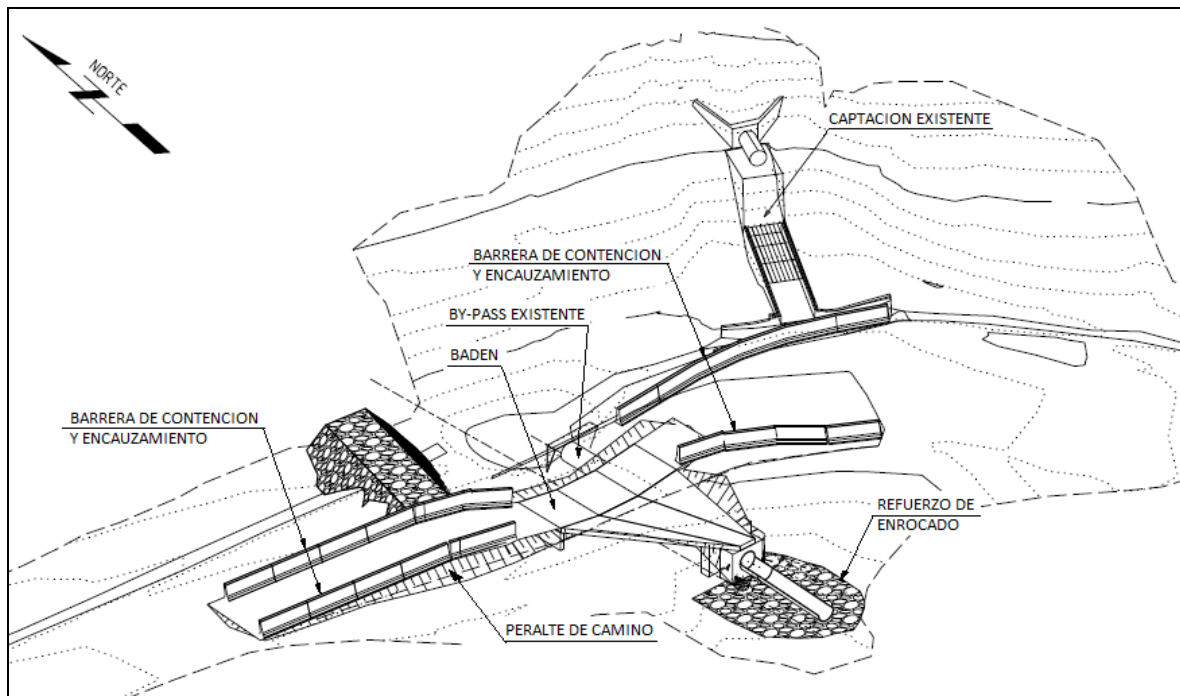 NORTE
CAPTACION EXISTENTE
BARRERA DE CONTENCION
Y ENCAUZAMIENTO
BY-PASS EXISTENTE
BADEN
BARRERA DE CONTENCION
Y ENCAUZAMIENTO
REFUERZO DE
ENROCADO
PERALTE DE CAMINO